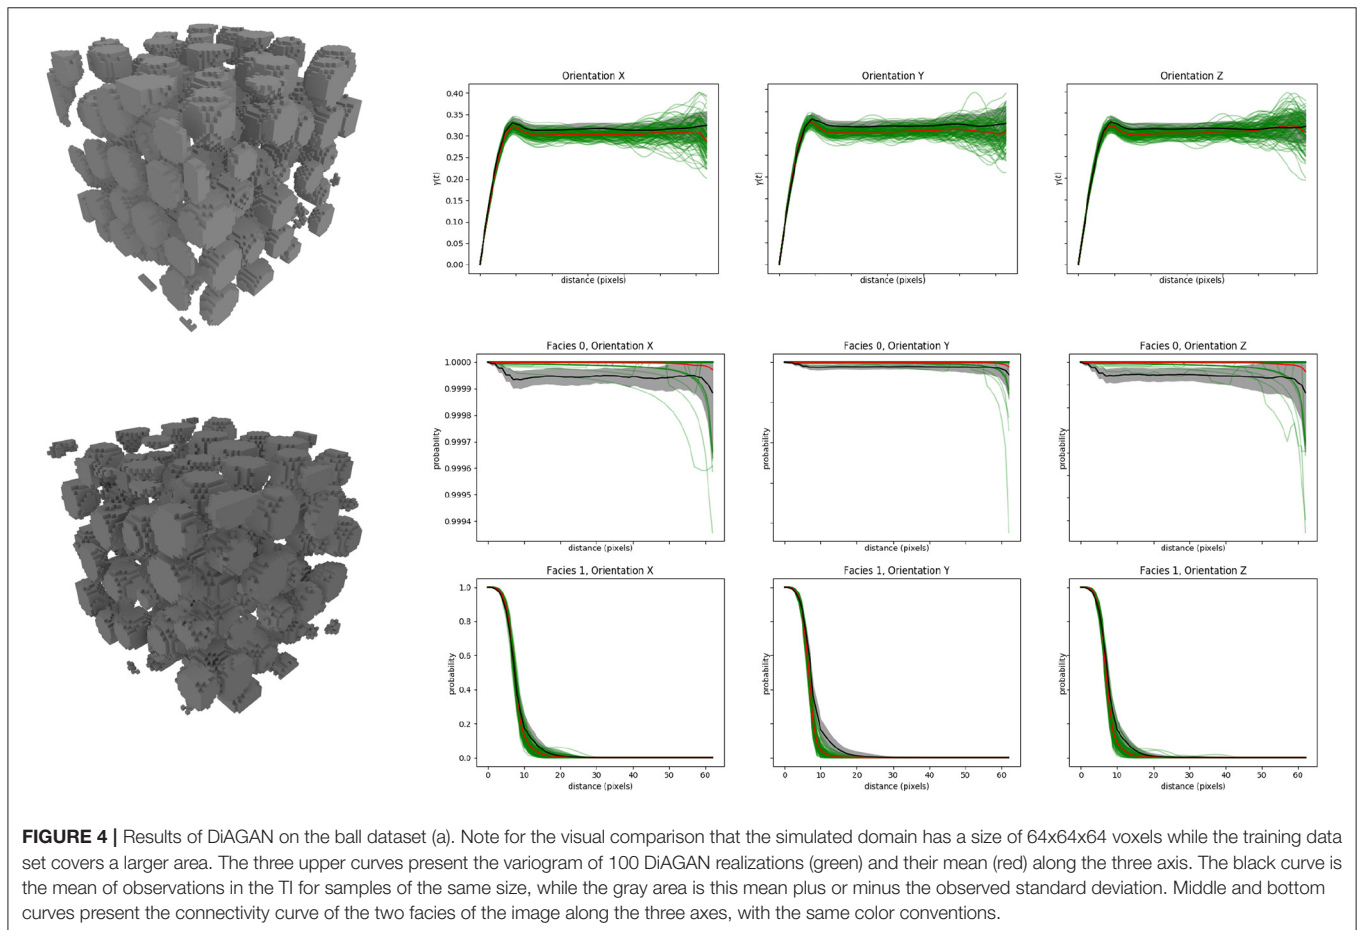 Orientation X
Orientation Y
Orientation Z
0.40
0.35
0.30
0.25
0.20
0.15
0.10
0.05
0.00
γ(t)
γ(t)
γ(t)
distance (pixels)
distance (pixels)
distance (pixels)
Facies 0, Orientation X
Facies 0, Orientation Y
Facies 0, Orientation Z
1.0000
0.9999
0.9998
0.9997
0.9996
0.9995
0.9994
probability
probability
probability
distance (pixels)
distance (pixels)
distance (pixels)
Facies 1, Orientation X
Facies 1, Orientation Y
Facies 1, Orientation Z
1.0
0.8
0.6
0.4
0.2
0.0
probability
probability
probability
0 10 20 30 40 50 60
0 10 20 30 40 50 60
0 10 20 30 40 50 60
distance (pixels)
distance (pixels)
distance (pixels)
FIGURE 4 | Results of DiAGAN on the ball dataset (a). Note for the visual comparison that the simulated domain has a size of 64x64x64 voxels while the training data
set covers a larger area. The three upper curves present the variogram of 100 DiAGAN realizations (green) and their mean (red) along the three axis. The black curve is
the mean of observations in the TI for samples of the same size, while the gray area is this mean plus or minus the observed standard deviation. Middle and bottom
curves present the connectivity curve of the two facies of the image along the three axes, with the same color conventions.